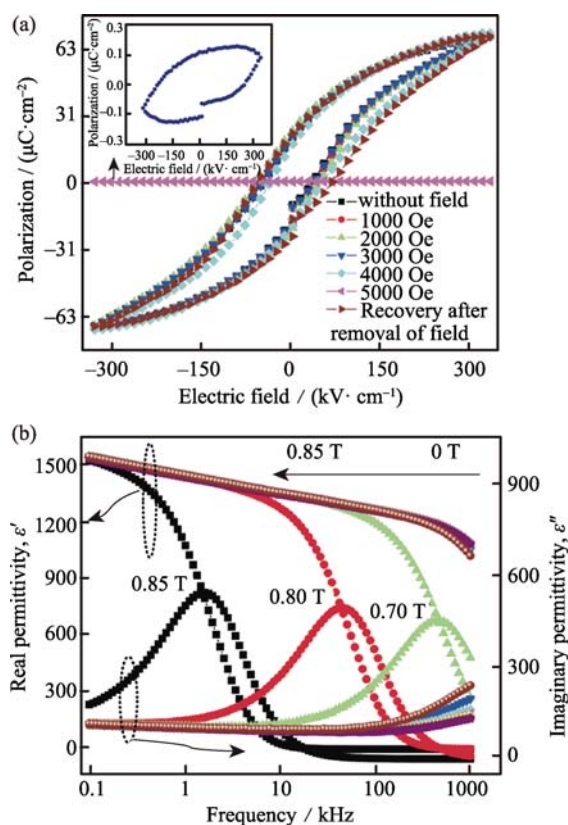 (a)
Polarization / (μC·cm⁻²)
63
31
0
−31
−63
Polarization / (μC·cm⁻²)
0.3
0.1
0.0
−0.1
−0.3
−300 −150 0 150 300
Electric field / (kV·cm⁻¹)
without field
1000 Oe
2000 Oe
3000 Oe
4000 Oe
5000 Oe
Recovery after
removal of field
−300 −150 0 150 300
Electric field / (kV·cm⁻¹)
(b)
Real permittivity, ε′
1500
1200
900
600
300
0
0.85 T 0 T
0.85 T
0.80 T
0.70 T
900
600
300
0
Imaginary permittivity, ε″
0.1 1 10 100 1000
Frequency / kHz